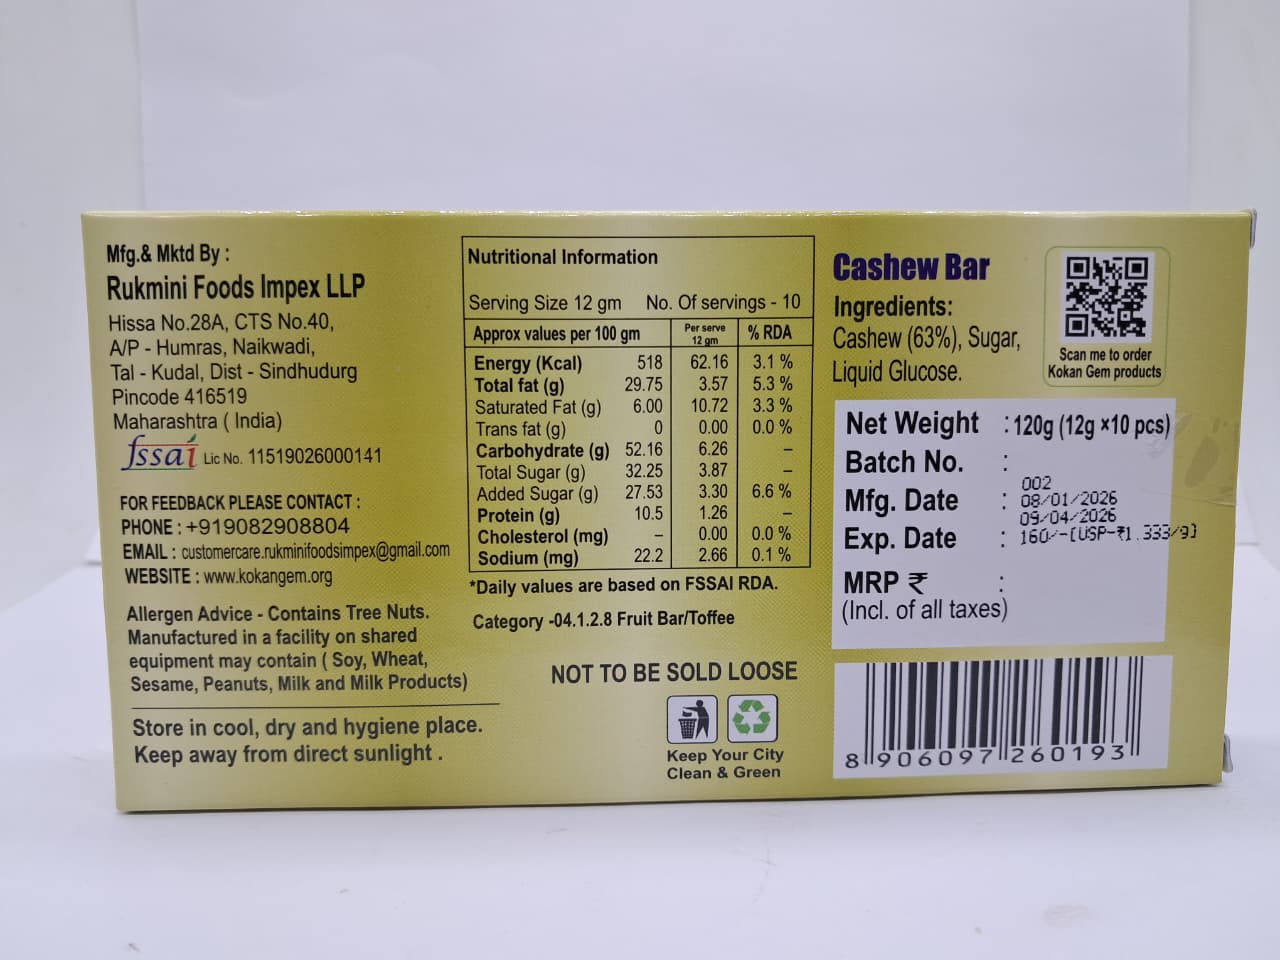 Mfg.& Mktd By :
Rukmini Foods Impex LLP
Hissa No.28A, CTS No.40,
A/P - Humras, Naikwadi,
Tal - Kudal, Dist - Sindhudurg
Pincode 416519
Maharashtra ( India)
fssai Lic No. 11519026000141
FOR FEEDBACK PLEASE CONTACT :
PHONE : +919082908804
EMAIL : customercare.rukminifoodsimpex@gmail.com
WEBSITE : www.kokangem.org
Allergen Advice - Contains Tree Nuts.
Manufactured in a facility on shared
equipment may contain ( Soy, Wheat,
Sesame, Peanuts, Milk and Milk Products)
Store in cool, dry and hygiene place.
Keep away from direct sunlight .
Nutritional Information
Serving Size 12 gm No. Of servings - 10
Approx values per 100 gm Per serve 12 gm % RDA
Energy (Kcal) 518 62.16 3.1 %
Total fat (g) 29.75 3.57 5.3 %
Saturated Fat (g) 6.00 10.72 3.3 %
Trans fat (g) 0 0.00 0.0 %
Carbohydrate (g) 52.16 6.26 –
Total Sugar (g) 32.25 3.87 –
Added Sugar (g) 27.53 3.30 6.6 %
Protein (g) 10.5 1.26 –
Cholesterol (mg) – 0.00 0.0 %
Sodium (mg) 22.2 2.66 0.1 %
*Daily values are based on FSSAI RDA.
Category -04.1.2.8 Fruit Bar/Toffee
NOT TO BE SOLD LOOSE
Keep Your City
Clean & Green
Cashew Bar
Ingredients:
Cashew (63%), Sugar,
Liquid Glucose.
Scan me to order
Kokan Gem products
Net Weight : 120g (12g ×10 pcs)
Batch No. :
002
Mfg. Date : 08/01/2026
09/04/2026
Exp. Date : 160/-[USP-₹1.333/g]
MRP ₹ :
(Incl. of all taxes)
8 906097 260193